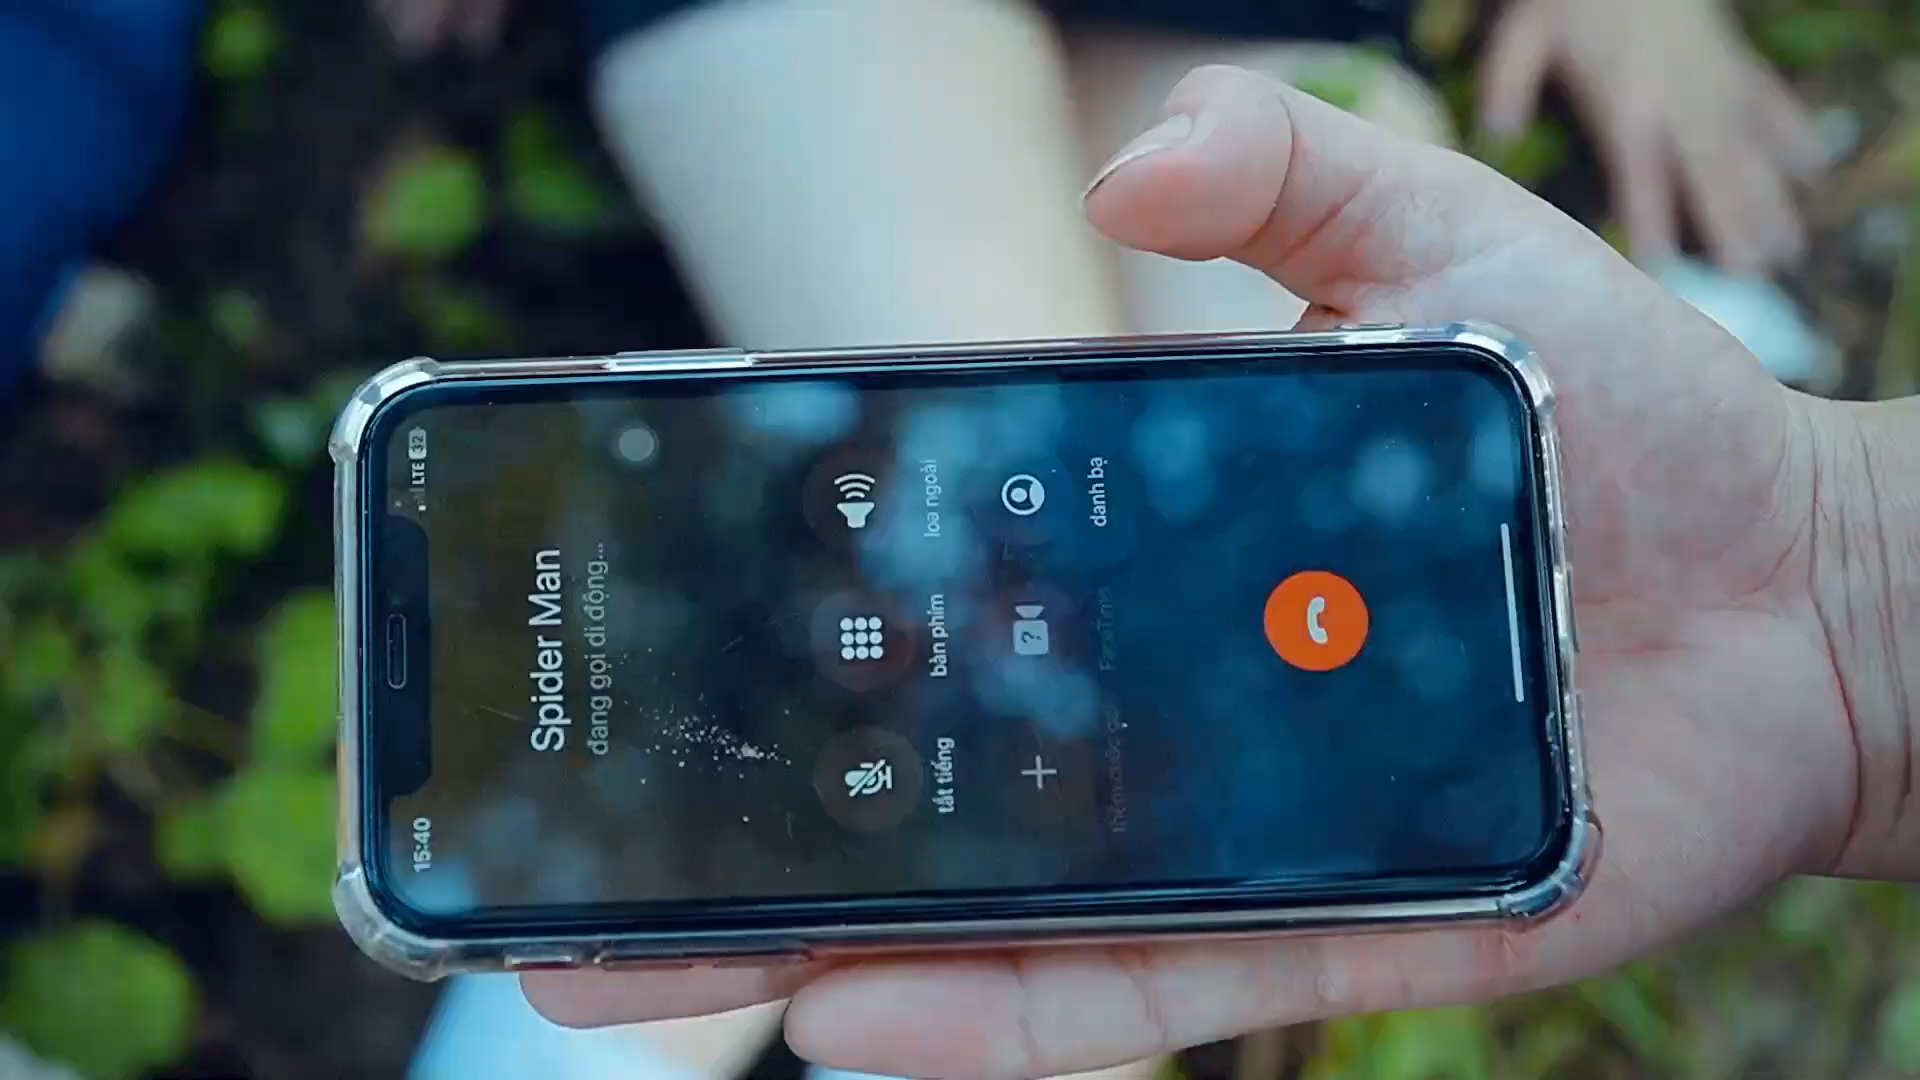 15:40
LTE 32
Spider Man
đang gọi di động...
tắt tiếng
bàn phím
loa ngoài
FaceTime
danh bạ